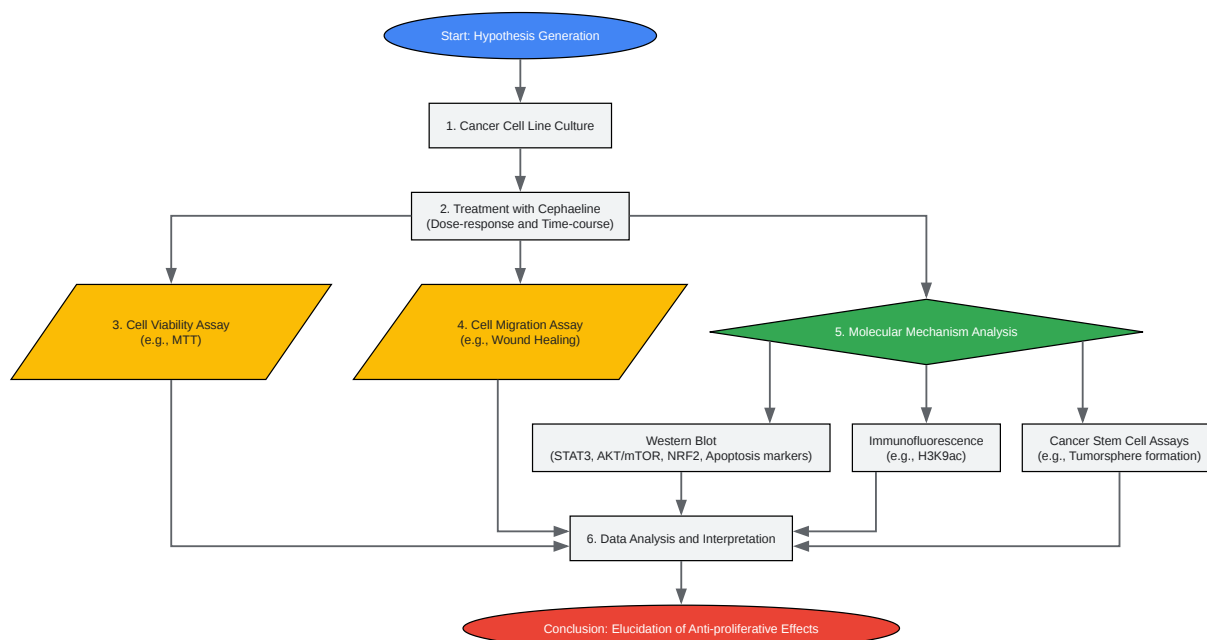 Start: Hypothesis Generation
1. Cancer Cell Line Culture
2. Treatment with Cephaeline
(Dose-response and Time-course)
3. Cell Viability Assay
(e.g., MTT)
4. Cell Migration Assay
(e.g., Wound Healing)
5. Molecular Mechanism Analysis
Western Blot
(STAT3, AKT/mTOR, NRF2, Apoptosis markers)
Immunofluorescence
(e.g., H3K9ac)
Cancer Stem Cell Assays
(e.g., Tumorsphere formation)
6. Data Analysis and Interpretation
Conclusion: Elucidation of Anti-proliferative Effects